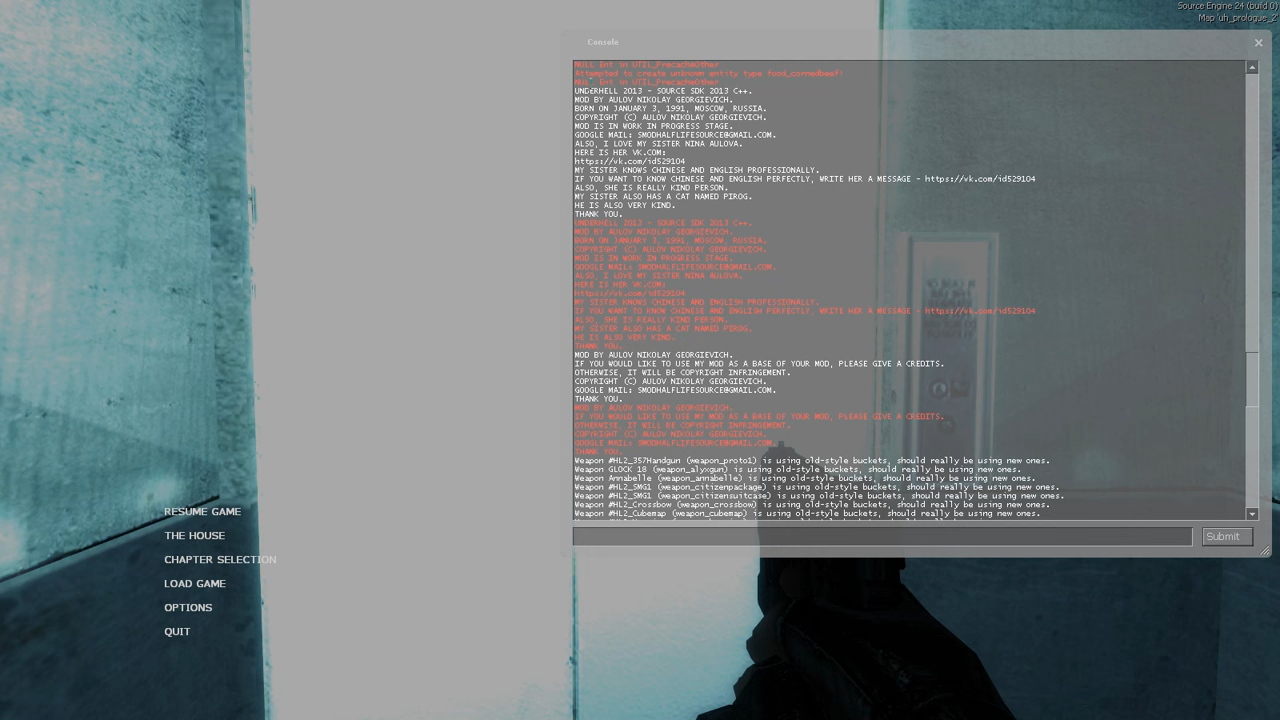 Source Engine 24 (build 0)
Map 'uh_prologue_2'
Console
NULL Ent in UTIL_PrecacheOther
Attempted to create unknown entity type food_cornedbeef!
NULL Ent in UTIL_PrecacheOther
UNDERHELL 2013 - SOURCE SDK 2013 C++.
MOD BY AULOV NIKOLAY GEORGIEVICH.
BORN ON JANUARY 3, 1991, MOSCOW, RUSSIA.
COPYRIGHT (C) AULOV NIKOLAY GEORGIEVICH.
MOD IS IN WORK IN PROGRESS STAGE.
GOOGLE MAIL: SMODHALFLIFESOURCE@GMAIL.COM.
ALSO, I LOVE MY SISTER NINA AULOVA.
HERE IS HER VK.COM:
https://vk.com/id529104
MY SISTER KNOWS CHINESE AND ENGLISH PROFESSIONALLY.
IF YOU WANT TO KNOW CHINESE AND ENGLISH PERFECTLY, WRITE HER A MESSAGE - https://vk.com/id529104
ALSO, SHE IS REALLY KIND PERSON.
MY SISTER ALSO HAS A CAT NAMED PIROG.
HE IS ALSO VERY KIND.
THANK YOU.
UNDERHELL 2013 - SOURCE SDK 2013 C++.
MOD BY AULOV NIKOLAY GEORGIEVICH.
BORN ON JANUARY 3, 1991, MOSCOW, RUSSIA.
COPYRIGHT (C) AULOV NIKOLAY GEORGIEVICH.
MOD IS IN WORK IN PROGRESS STAGE.
GOOGLE MAIL: SMODHALFLIFESOURCE@GMAIL.COM.
ALSO, I LOVE MY SISTER NINA AULOVA.
HERE IS HER VK.COM:
https://vk.com/id529104
MY SISTER KNOWS CHINESE AND ENGLISH PROFESSIONALLY.
IF YOU WANT TO KNOW CHINESE AND ENGLISH PERFECTLY, WRITE HER A MESSAGE - https://vk.com/id529104
ALSO, SHE IS REALLY KIND PERSON.
MY SISTER ALSO HAS A CAT NAMED PIROG.
HE IS ALSO VERY KIND.
THANK YOU.
MOD BY AULOV NIKOLAY GEORGIEVICH.
IF YOU WOULD LIKE TO USE MY MOD AS A BASE OF YOUR MOD, PLEASE GIVE A CREDITS.
OTHERWISE, IT WILL BE COPYRIGHT INFRINGEMENT.
COPYRIGHT (C) AULOV NIKOLAY GEORGIEVICH.
GOOGLE MAIL: SMODHALFLIFESOURCE@GMAIL.COM.
THANK YOU.
MOD BY AULOV NIKOLAY GEORGIEVICH.
IF YOU WOULD LIKE TO USE MY MOD AS A BASE OF YOUR MOD, PLEASE GIVE A CREDITS.
OTHERWISE, IT WILL BE COPYRIGHT INFRINGEMENT.
COPYRIGHT (C) AULOV NIKOLAY GEORGIEVICH.
GOOGLE MAIL: SMODHALFLIFESOURCE@GMAIL.COM.
THANK YOU.
Weapon #HL2_357Handgun (weapon_proto1) is using old-style buckets, should really be using new ones.
Weapon GLOCK 18 (weapon_alyxgun) is using old-style buckets, should really be using new ones.
Weapon Annabelle (weapon_annabelle) is using old-style buckets, should really be using new ones.
Weapon #HL2_SMG1 (weapon_citizenpackage) is using old-style buckets, should really be using new ones.
Weapon #HL2_SMG1 (weapon_citizensuitcase) is using old-style buckets, should really be using new ones.
Weapon #HL2_Crossbow (weapon_crossbow) is using old-style buckets, should really be using new ones.
Weapon #HL2_Cubemap (weapon_cubemap) is using old-style buckets, should really be using new ones.
Submit
RESUME GAME
THE HOUSE
CHAPTER SELECTION
LOAD GAME
OPTIONS
QUIT